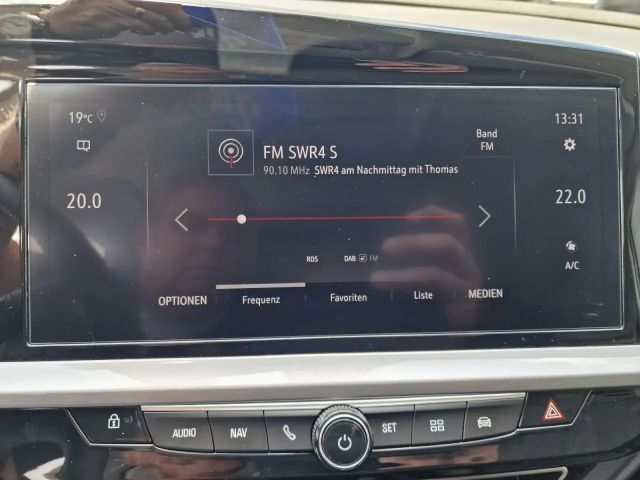 19°C
13:31
Band
FM
FM SWR4 S
90.10 MHz SWR4 am Nachmittag mit Thomas
20.0
22.0
RDS DAB FM
A/C
OPTIONEN Frequenz Favoriten Liste MEDIEN
AUDIO NAV SET